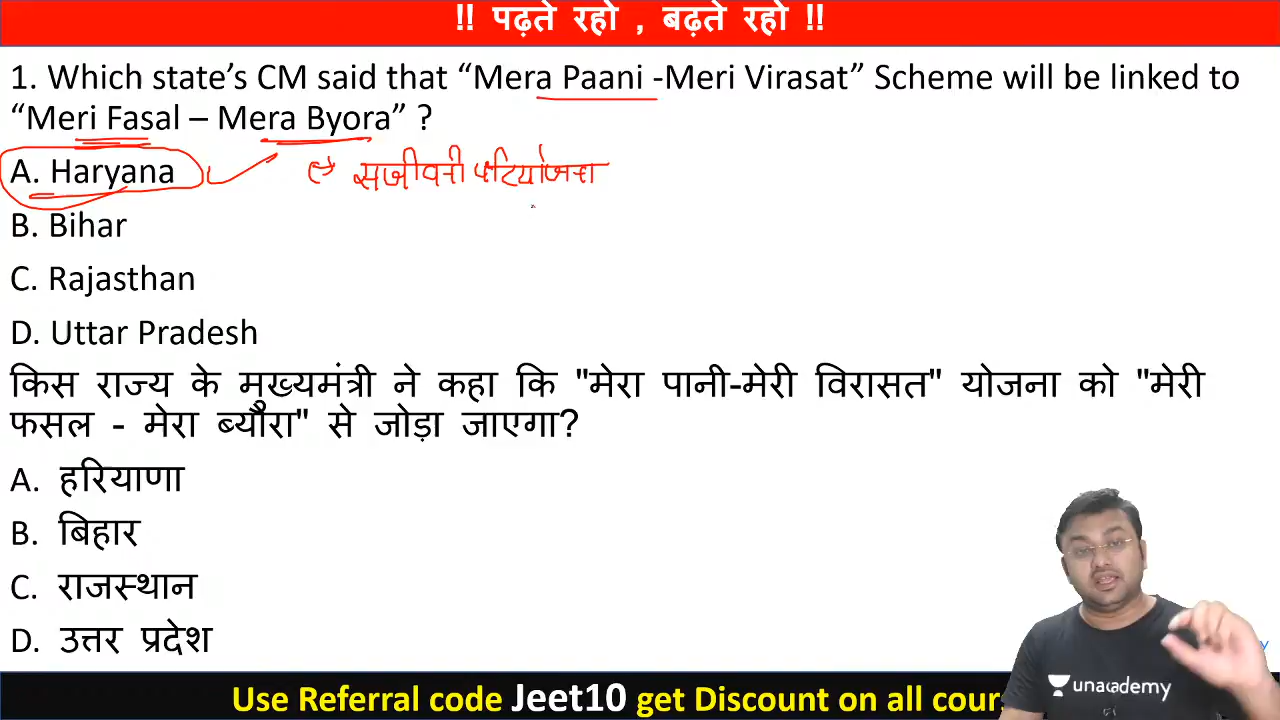 !! पढ़ते रहो , बढ़ते रहो !!
1. Which state’s CM said that “Mera Paani -Meri Virasat” Scheme will be linked to
“Meri Fasal – Mera Byora” ?
A. Haryana
सजीवनी परियोजना
B. Bihar
C. Rajasthan
D. Uttar Pradesh
किस राज्य के मुख्यमंत्री ने कहा कि "मेरा पानी-मेरी विरासत" योजना को "मेरी
फसल - मेरा ब्यौरा" से जोड़ा जाएगा?
A. हरियाणा
B. बिहार
C. राजस्थान
D. उत्तर प्रदेश
unacademy
Use Referral code Jeet10 get Discount on all cour